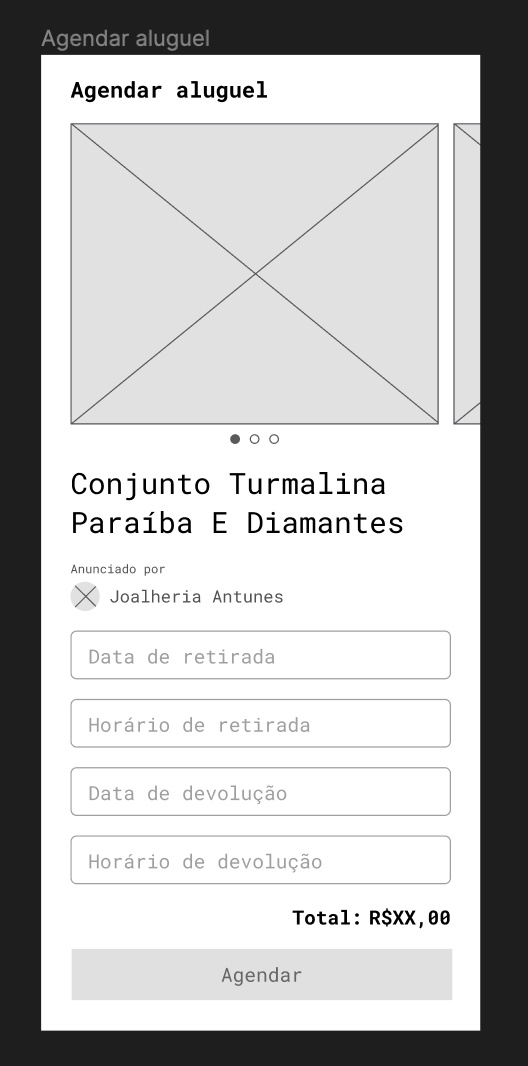 Agendar aluguel
Agendar aluguel
Conjunto Turmalina
Paraíba E Diamantes
Anunciado por
Joalheria Antunes
Data de retirada
Horário de retirada
Data de devolução
Horário de devolução
Total: R$XX,00
Agendar